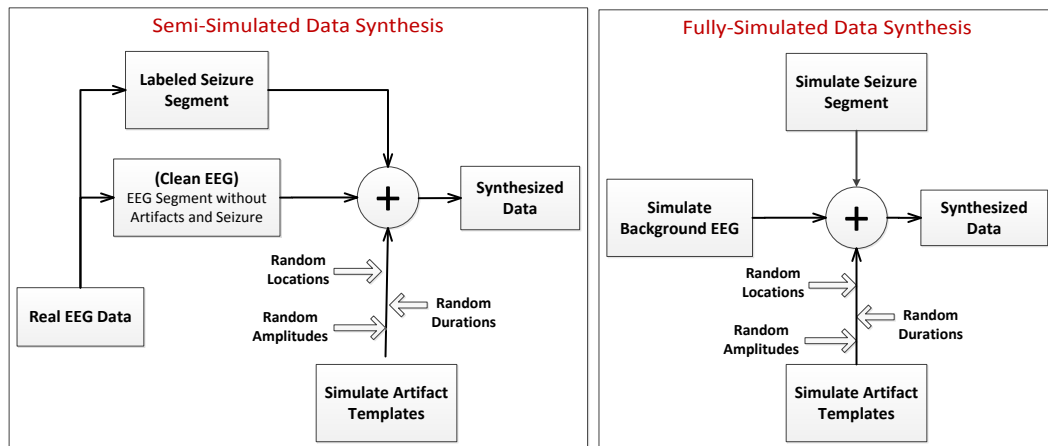 Semi-Simulated Data Synthesis
Labeled Seizure
Segment
(Clean EEG)
EEG Segment without
Artifacts and Seizure
+
Synthesized
Data
Random
Locations
Real EEG Data
Random
Amplitudes
Random
Durations
Simulate Artifact
Templates
Fully-Simulated Data Synthesis
Simulate Seizure
Segment
Simulate
Background EEG
+
Synthesized
Data
Random
Locations
Random
Durations
Random
Amplitudes
Simulate Artifact
Templates